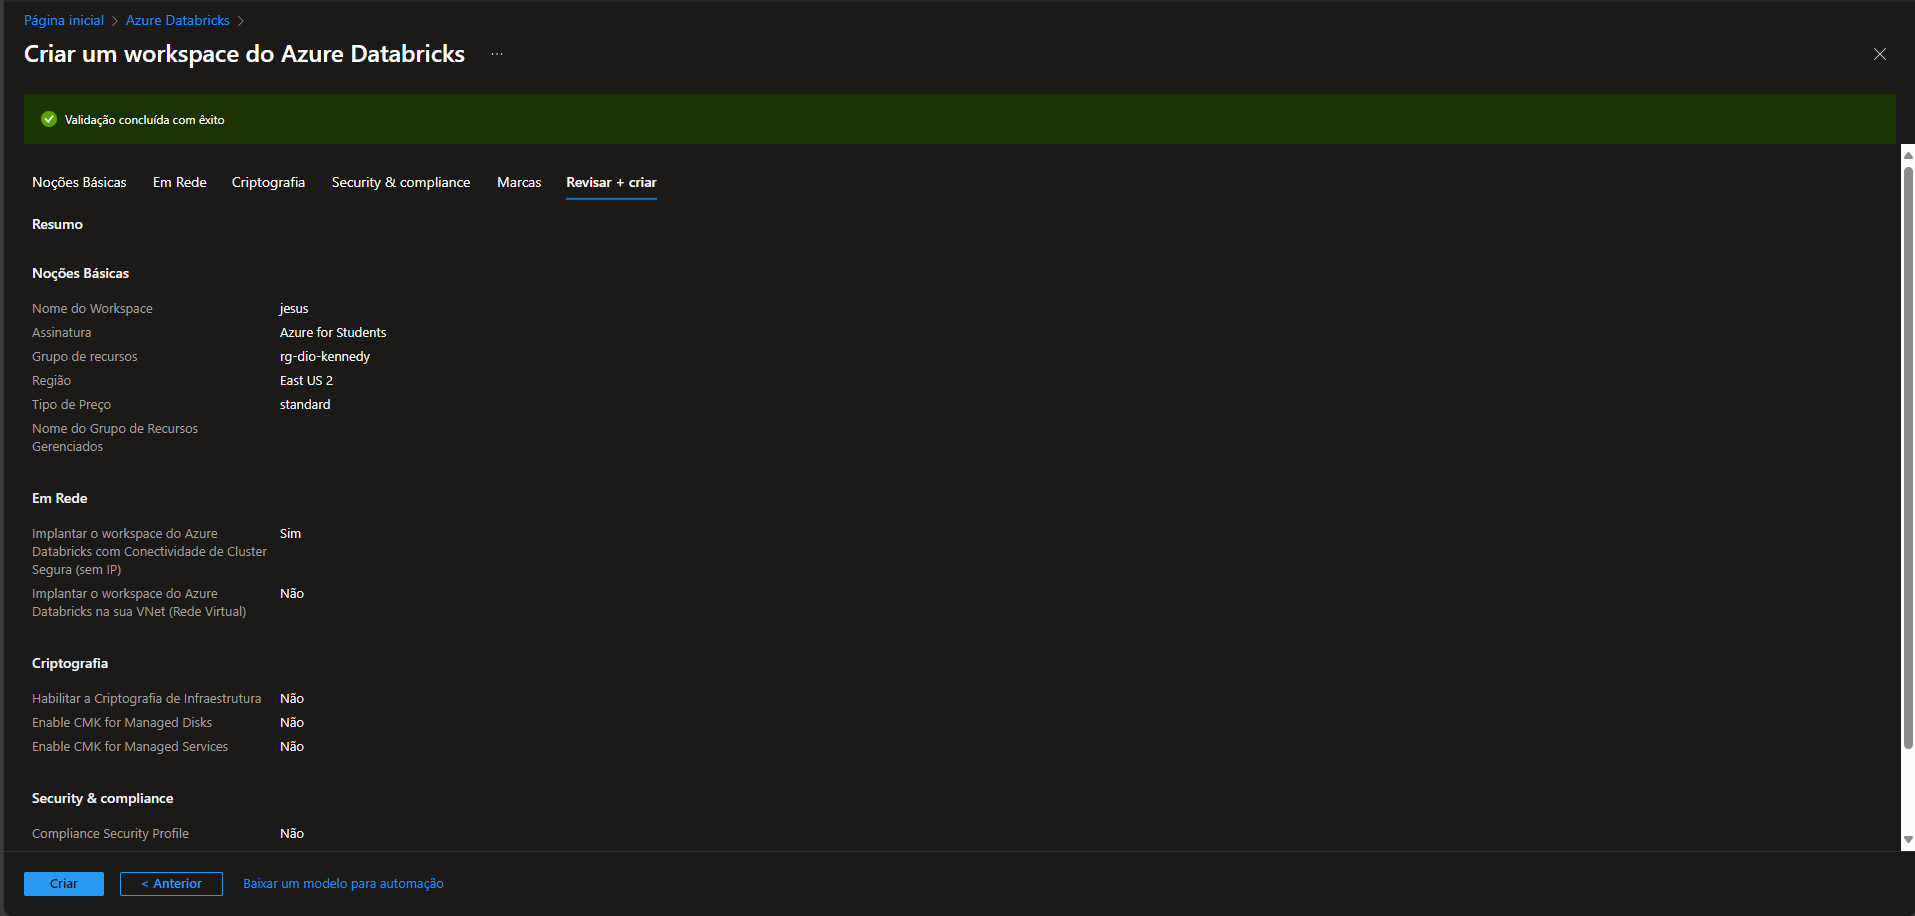 Página inicial > Azure Databricks >
Criar um workspace do Azure Databricks ...
Validação concluída com êxito
Noções Básicas Em Rede Criptografia Security & compliance Marcas Revisar + criar
Resumo
Noções Básicas
Nome do Workspace jesus
Assinatura Azure for Students
Grupo de recursos rg-dio-kennedy
Região East US 2
Tipo de Preço standard
Nome do Grupo de Recursos
Gerenciados
Em Rede
Implantar o workspace do Azure Sim
Databricks com Conectividade de Cluster
Segura (sem IP)
Implantar o workspace do Azure Não
Databricks na sua VNet (Rede Virtual)
Criptografia
Habilitar a Criptografia de Infraestrutura Não
Enable CMK for Managed Disks Não
Enable CMK for Managed Services Não
Security & compliance
Compliance Security Profile Não
Criar < Anterior Baixar um modelo para automação